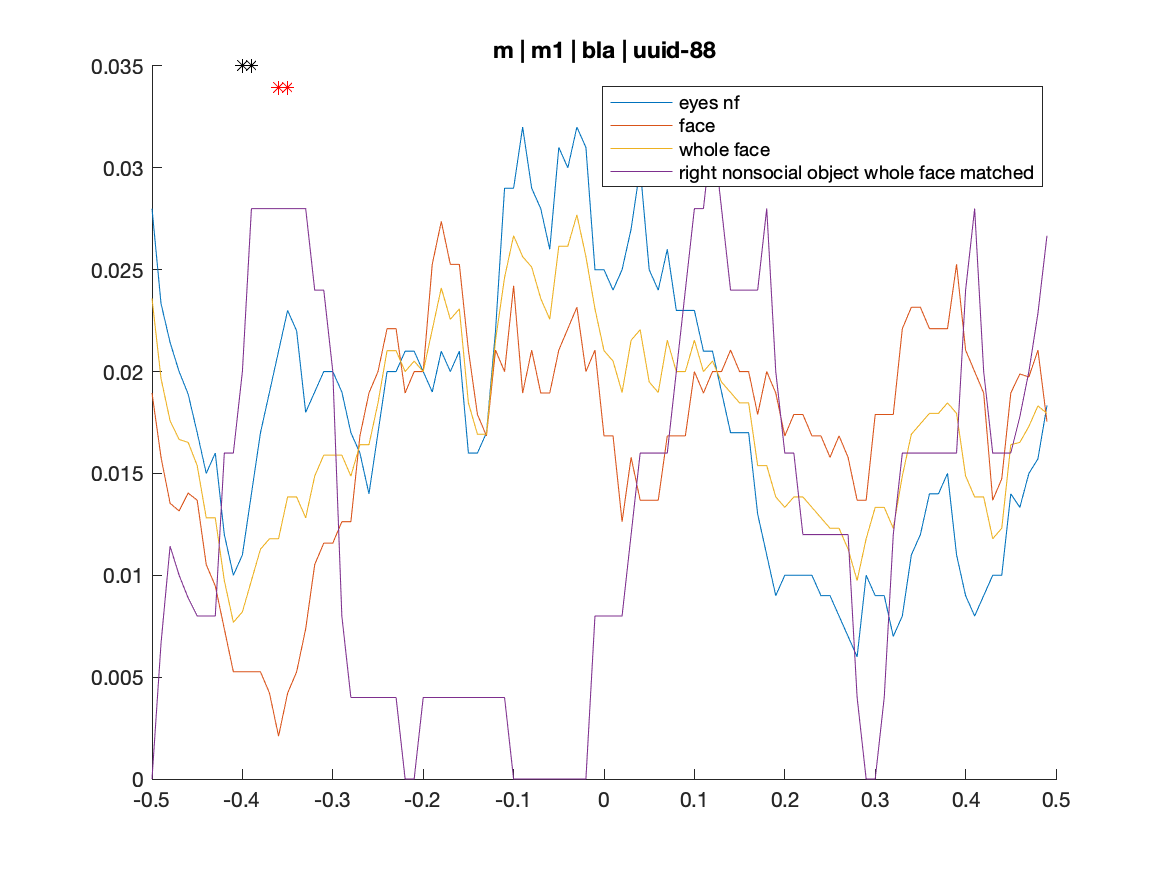 m | m1 | bla | uuid-88
0.035
0.03
0.025
0.02
0.015
0.01
0.005
0
eyes nf
face
whole face
right nonsocial object whole face matched
-0.5 -0.4 -0.3 -0.2 -0.1 0 0.1 0.2 0.3 0.4 0.5